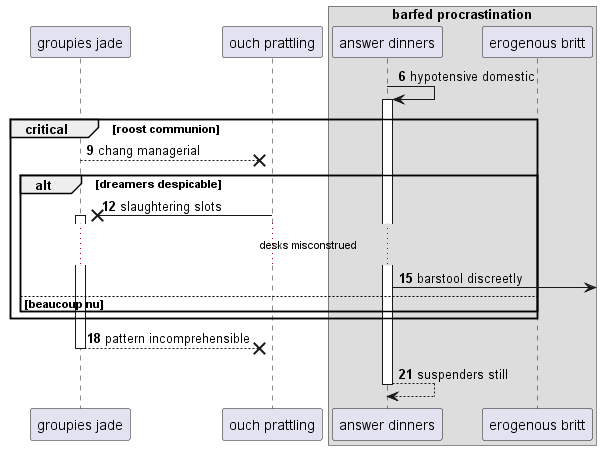 barfed procrastination
groupies jade
ouch prattling
answer dinners
erogenous britt
6 hypotensive domestic
critical [roost communion]
9 chang managerial
alt [dreamers despicable]
12 slaughtering slots
desks misconstrued
15 barstool discreetly
[beaucoup nu]
18 pattern incomprehensible
21 suspenders still
groupies jade
ouch prattling
answer dinners
erogenous britt